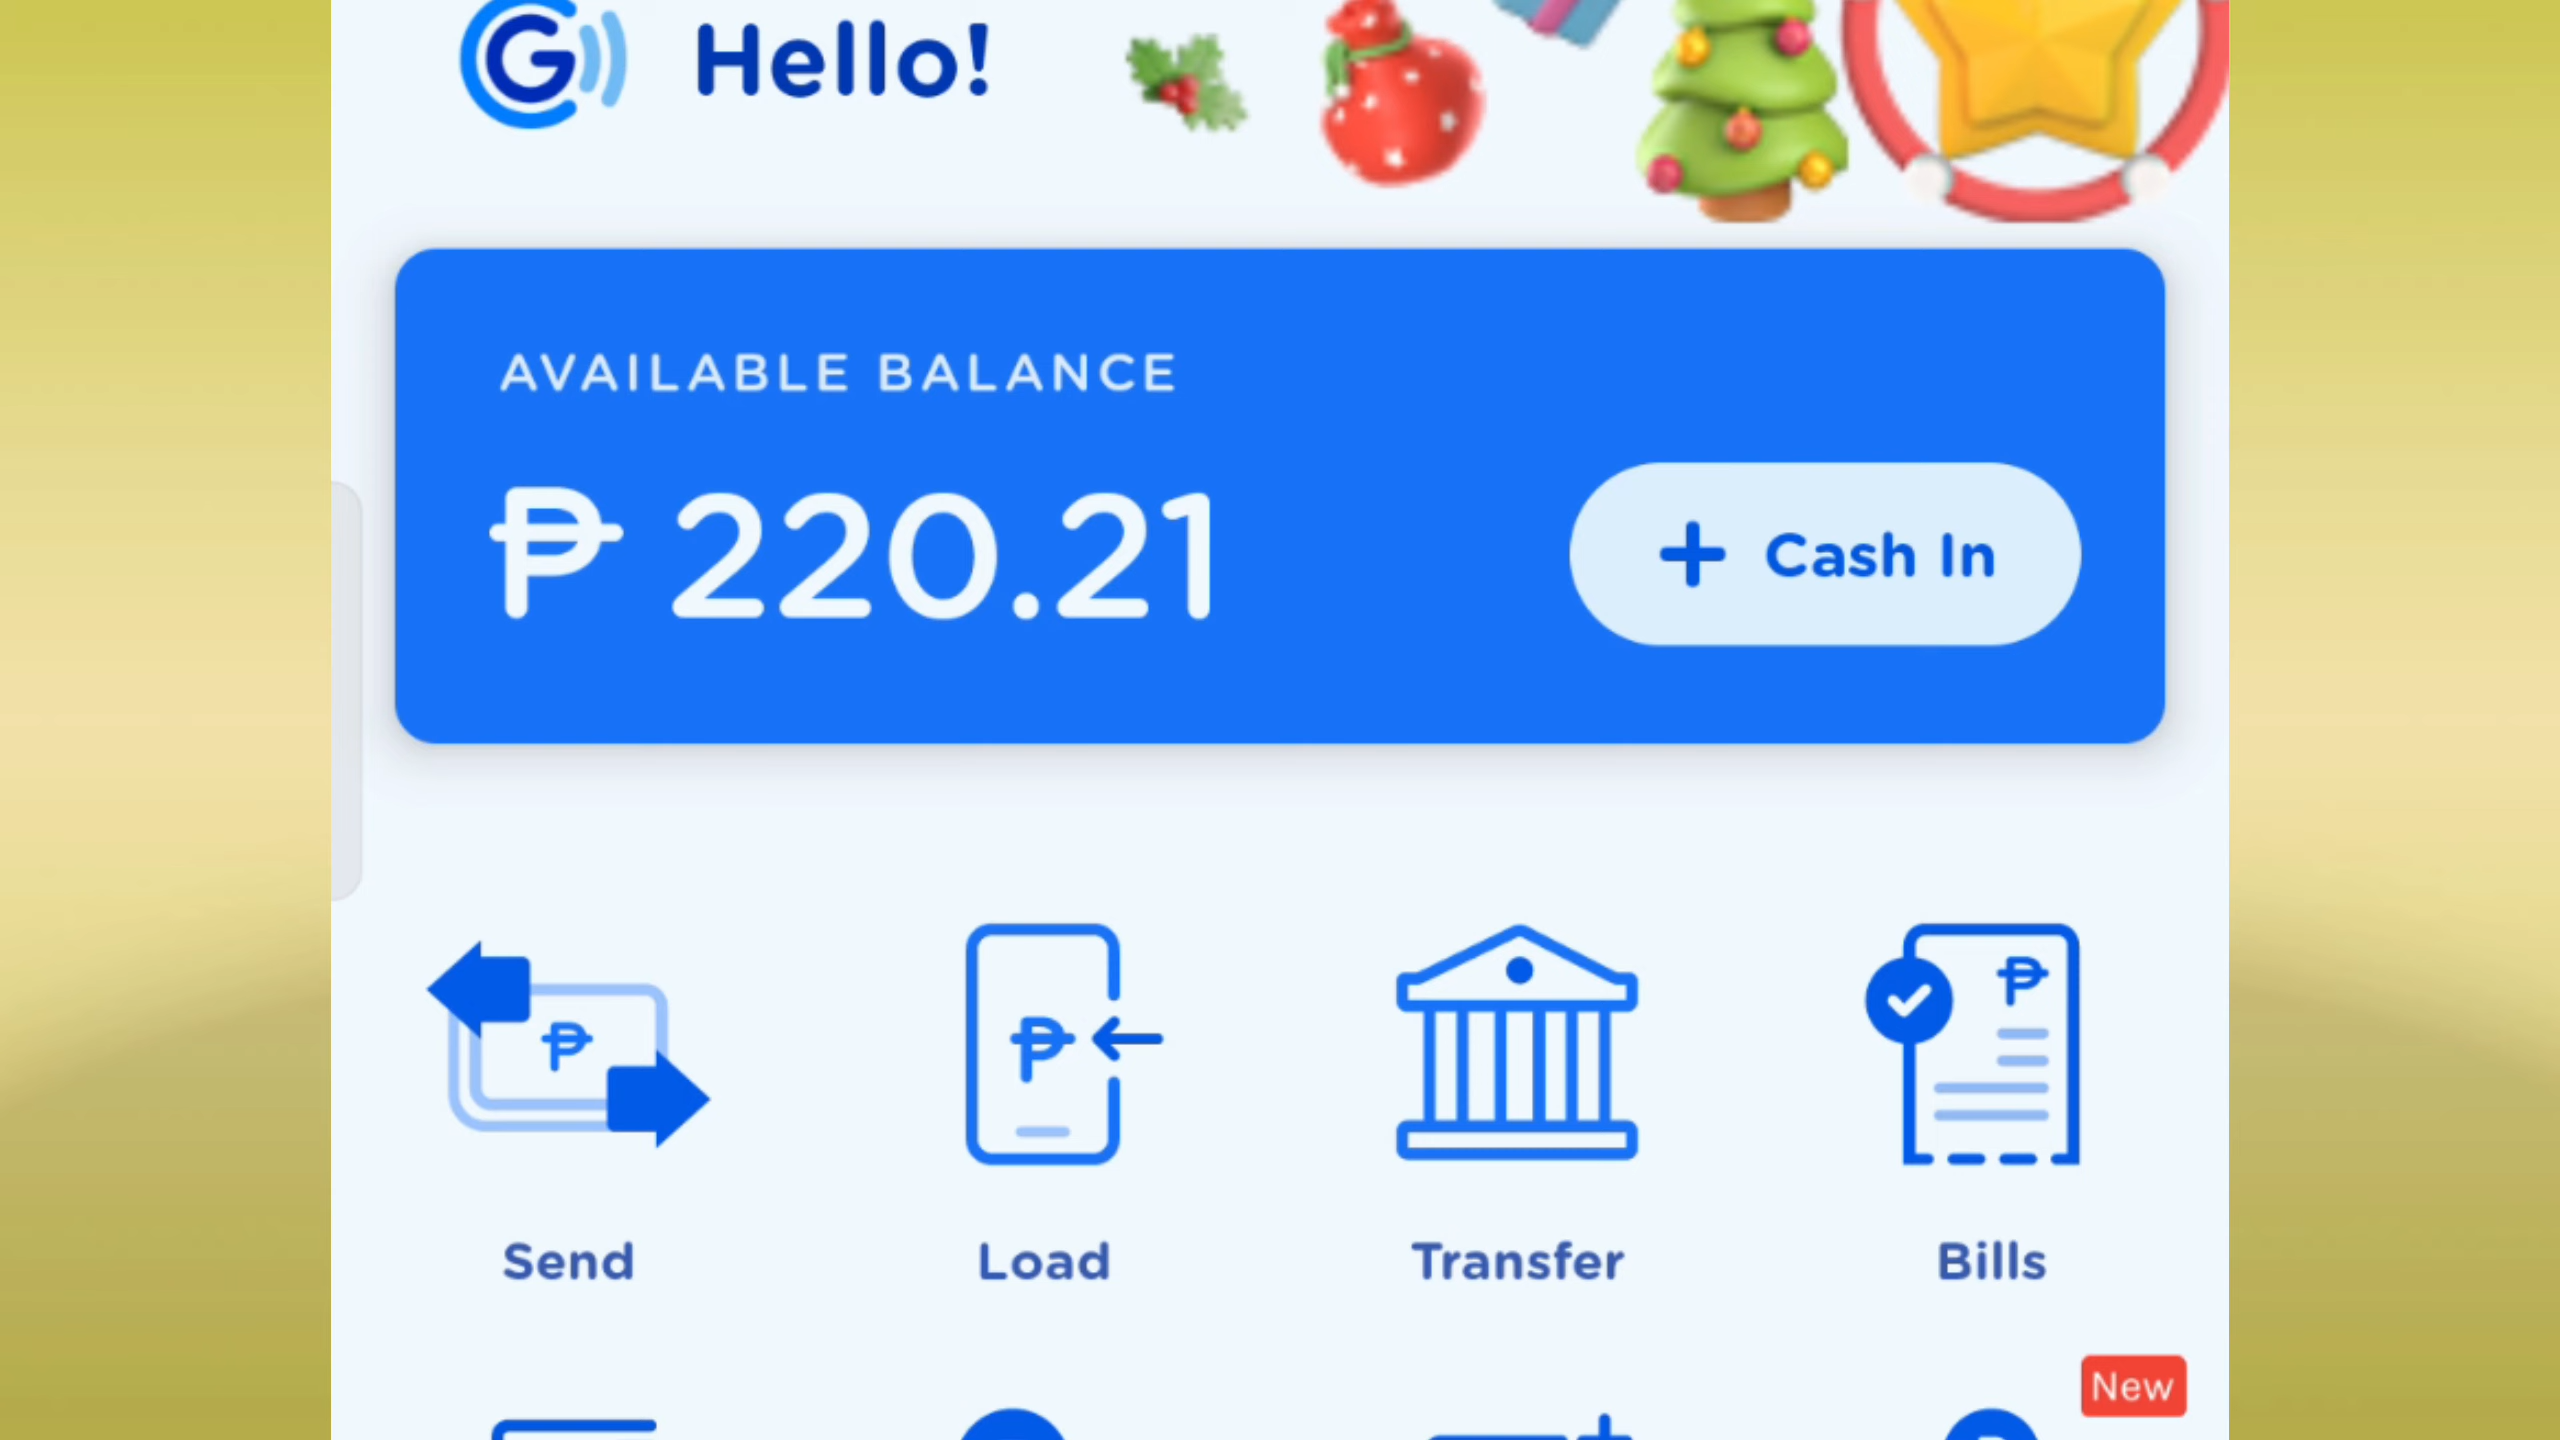 Hello!
AVAILABLE BALANCE
₱ 220.21
+ Cash In
Send
Load
Transfer
Bills
New